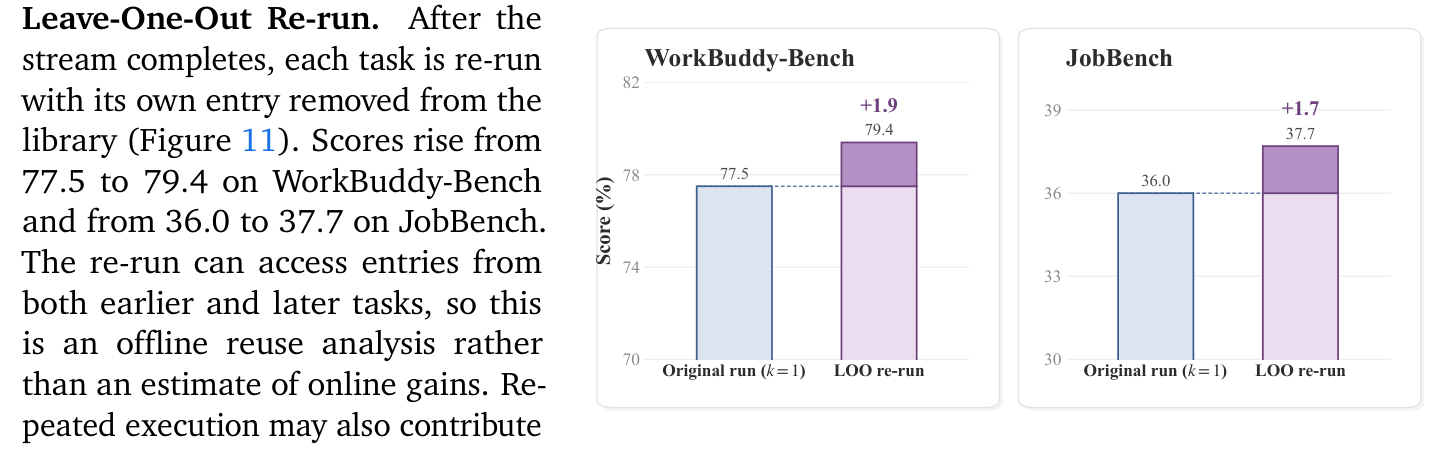 Leave-One-Out Re-run. After the
stream completes, each task is re-run
with its own entry removed from the
library (Figure 11). Scores rise from
77.5 to 79.4 on WorkBuddy-Bench
and from 36.0 to 37.7 on JobBench.
The re-run can access entries from
both earlier and later tasks, so this
is an offline reuse analysis rather
than an estimate of online gains. Re-
peated execution may also contribute
WorkBuddy-Bench
Score (%)
82
78
74
70
77.5
+1.9
79.4
Original run (k=1)
LOO re-run
JobBench
39
36
33
30
36.0
+1.7
37.7
Original run (k=1)
LOO re-run